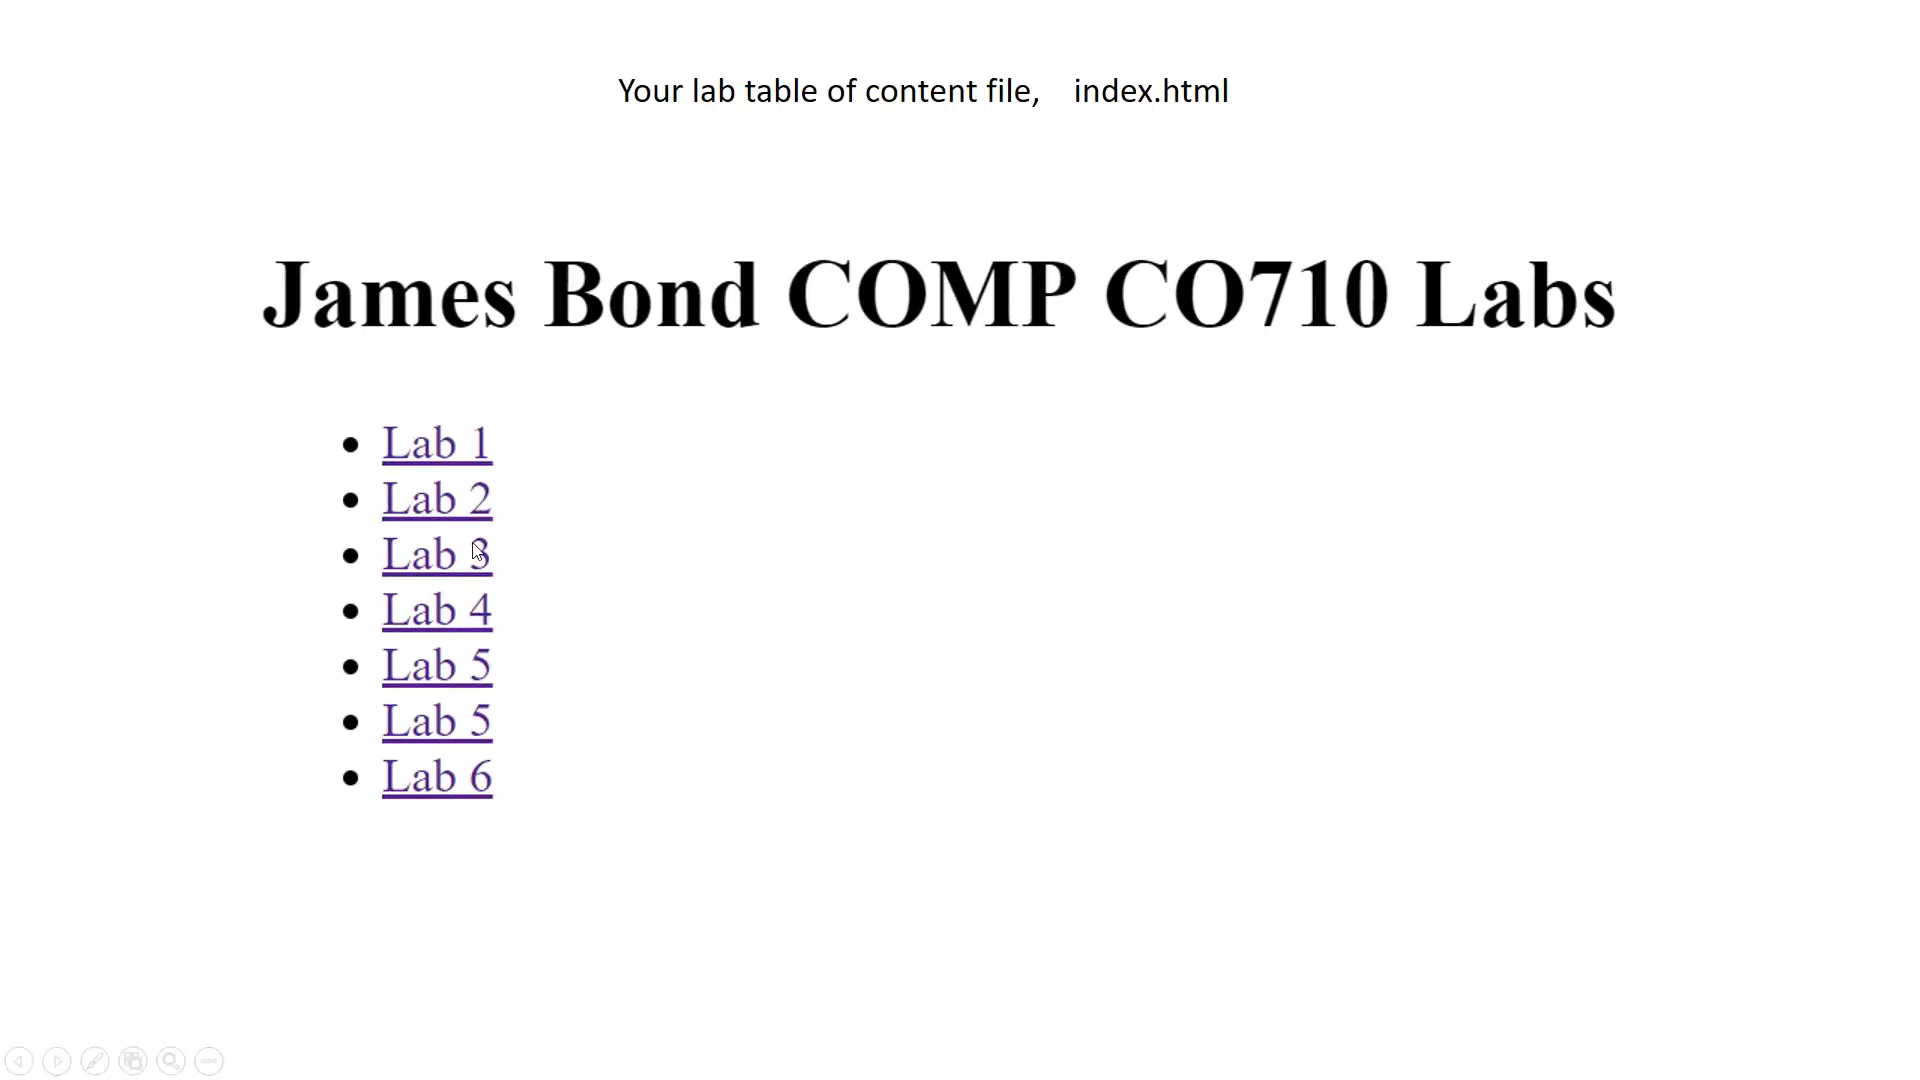 Your lab table of content file, index.html
James Bond COMP CO710 Labs
Lab 1
Lab 2
Lab 3
Lab 4
Lab 5
Lab 5
Lab 6